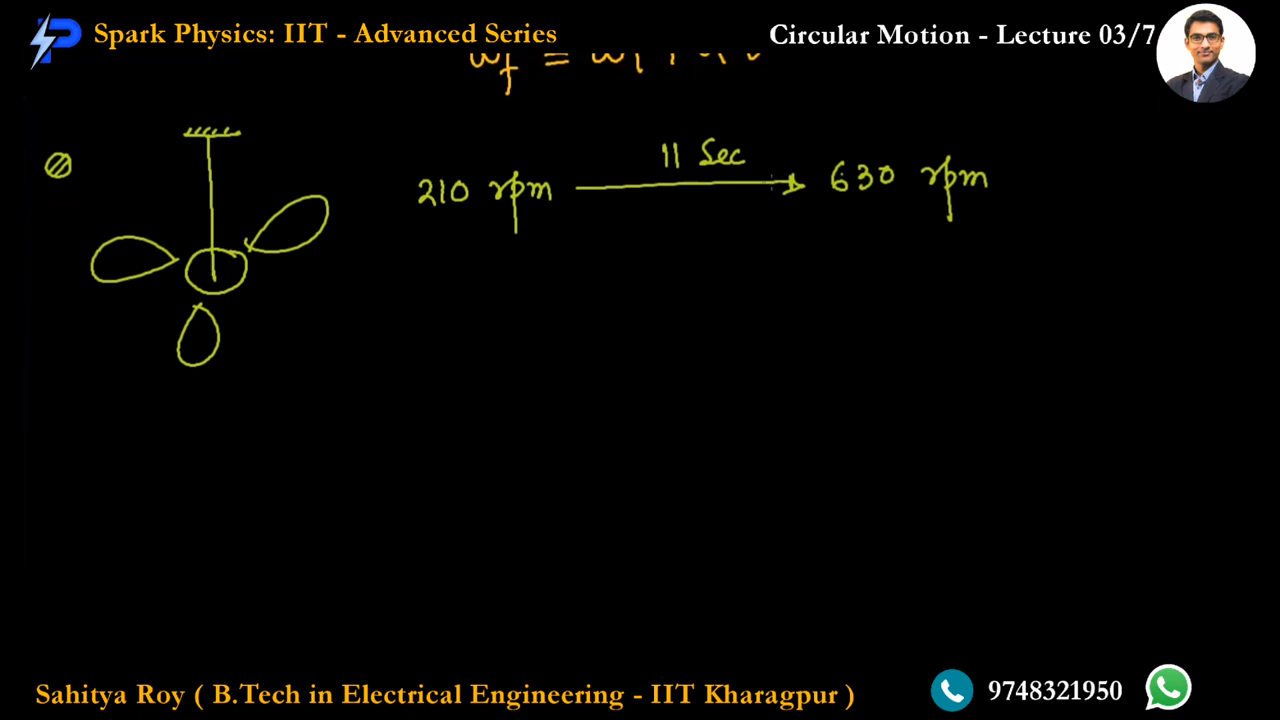 Spark Physics: IIT - Advanced Series
Circular Motion - Lecture 03/7
11 Sec
210 rpm
630 rpm
Sahitya Roy ( B.Tech in Electrical Engineering - IIT Kharagpur )
9748321950